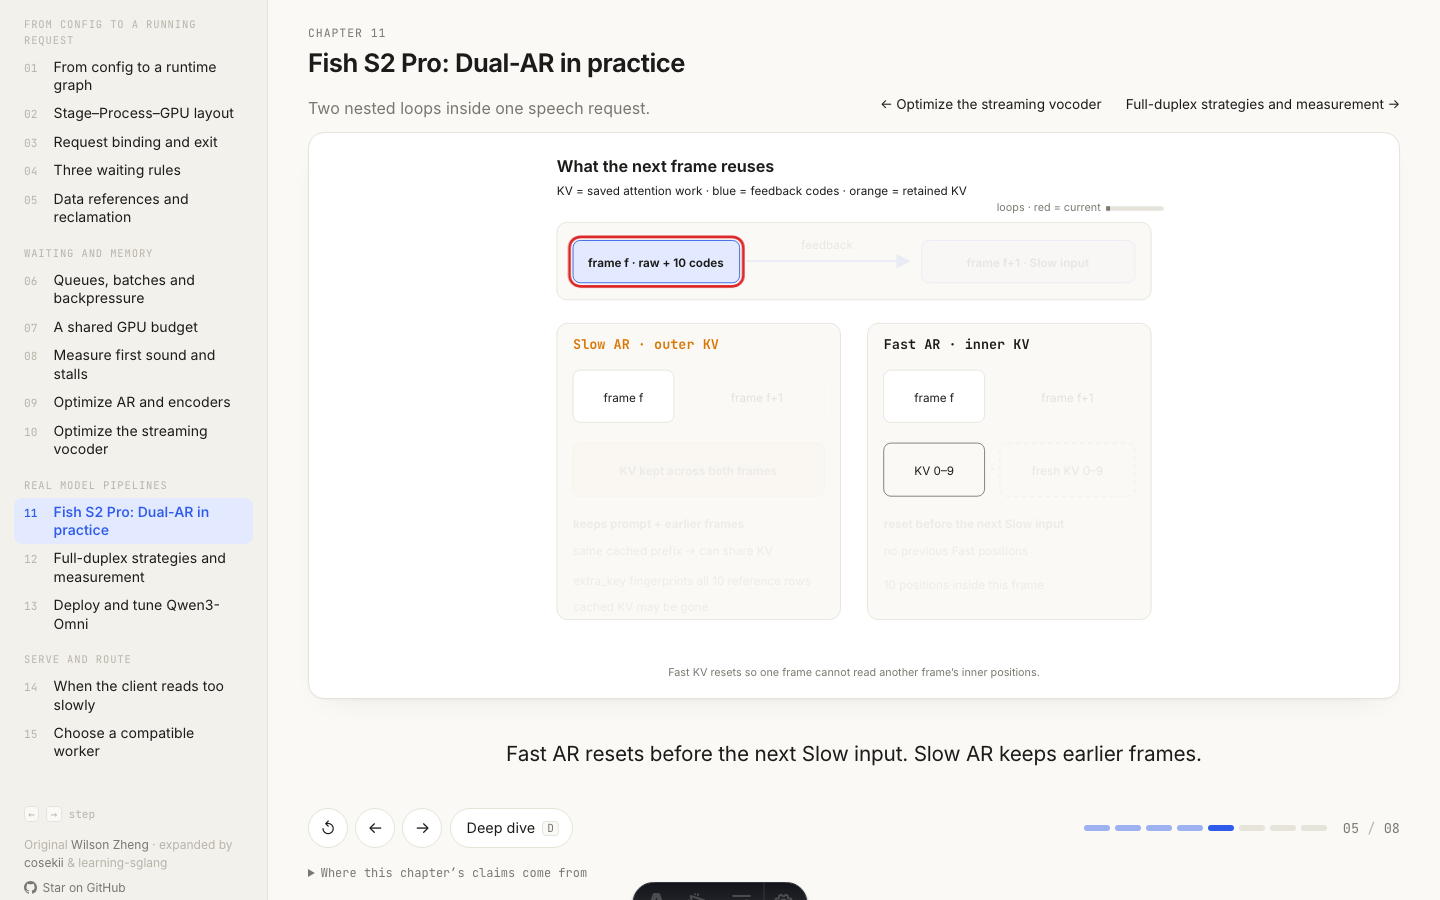 FROM CONFIG TO A RUNNING
REQUEST
01 From config to a runtime
graph
02 Stage–Process–GPU layout
03 Request binding and exit
04 Three waiting rules
05 Data references and
reclamation
WAITING AND MEMORY
06 Queues, batches and
backpressure
07 A shared GPU budget
08 Measure first sound and
stalls
09 Optimize AR and encoders
10 Optimize the streaming
vocoder
REAL MODEL PIPELINES
11 Fish S2 Pro: Dual-AR in
practice
12 Full-duplex strategies and
measurement
13 Deploy and tune Qwen3-
Omni
SERVE AND ROUTE
14 When the client reads too
slowly
15 Choose a compatible
worker
← → step
Original Wilson Zheng · expanded by
cosekii & learning-sglang
Star on GitHub
CHAPTER 11
Fish S2 Pro: Dual-AR in practice
Two nested loops inside one speech request.
← Optimize the streaming vocoder
Full-duplex strategies and measurement →
What the next frame reuses
KV = saved attention work · blue = feedback codes · orange = retained KV
loops · red = current
frame f · raw + 10 codes
feedback
frame f+1 · Slow input
Slow AR · outer KV
frame f
frame f+1
KV kept across both frames
keeps prompt + earlier frames
same cached prefix → can share KV
extra_key fingerprints all 10 reference rows
cached KV may be gone
Fast AR · inner KV
frame f
frame f+1
KV 0–9
fresh KV 0–9
reset before the next Slow input
no previous Fast positions
10 positions inside this frame
Fast KV resets so one frame cannot read another frame's inner positions.
Fast AR resets before the next Slow input. Slow AR keeps earlier frames.
← → Deep dive D
05 / 08
▶ Where this chapter's claims come from